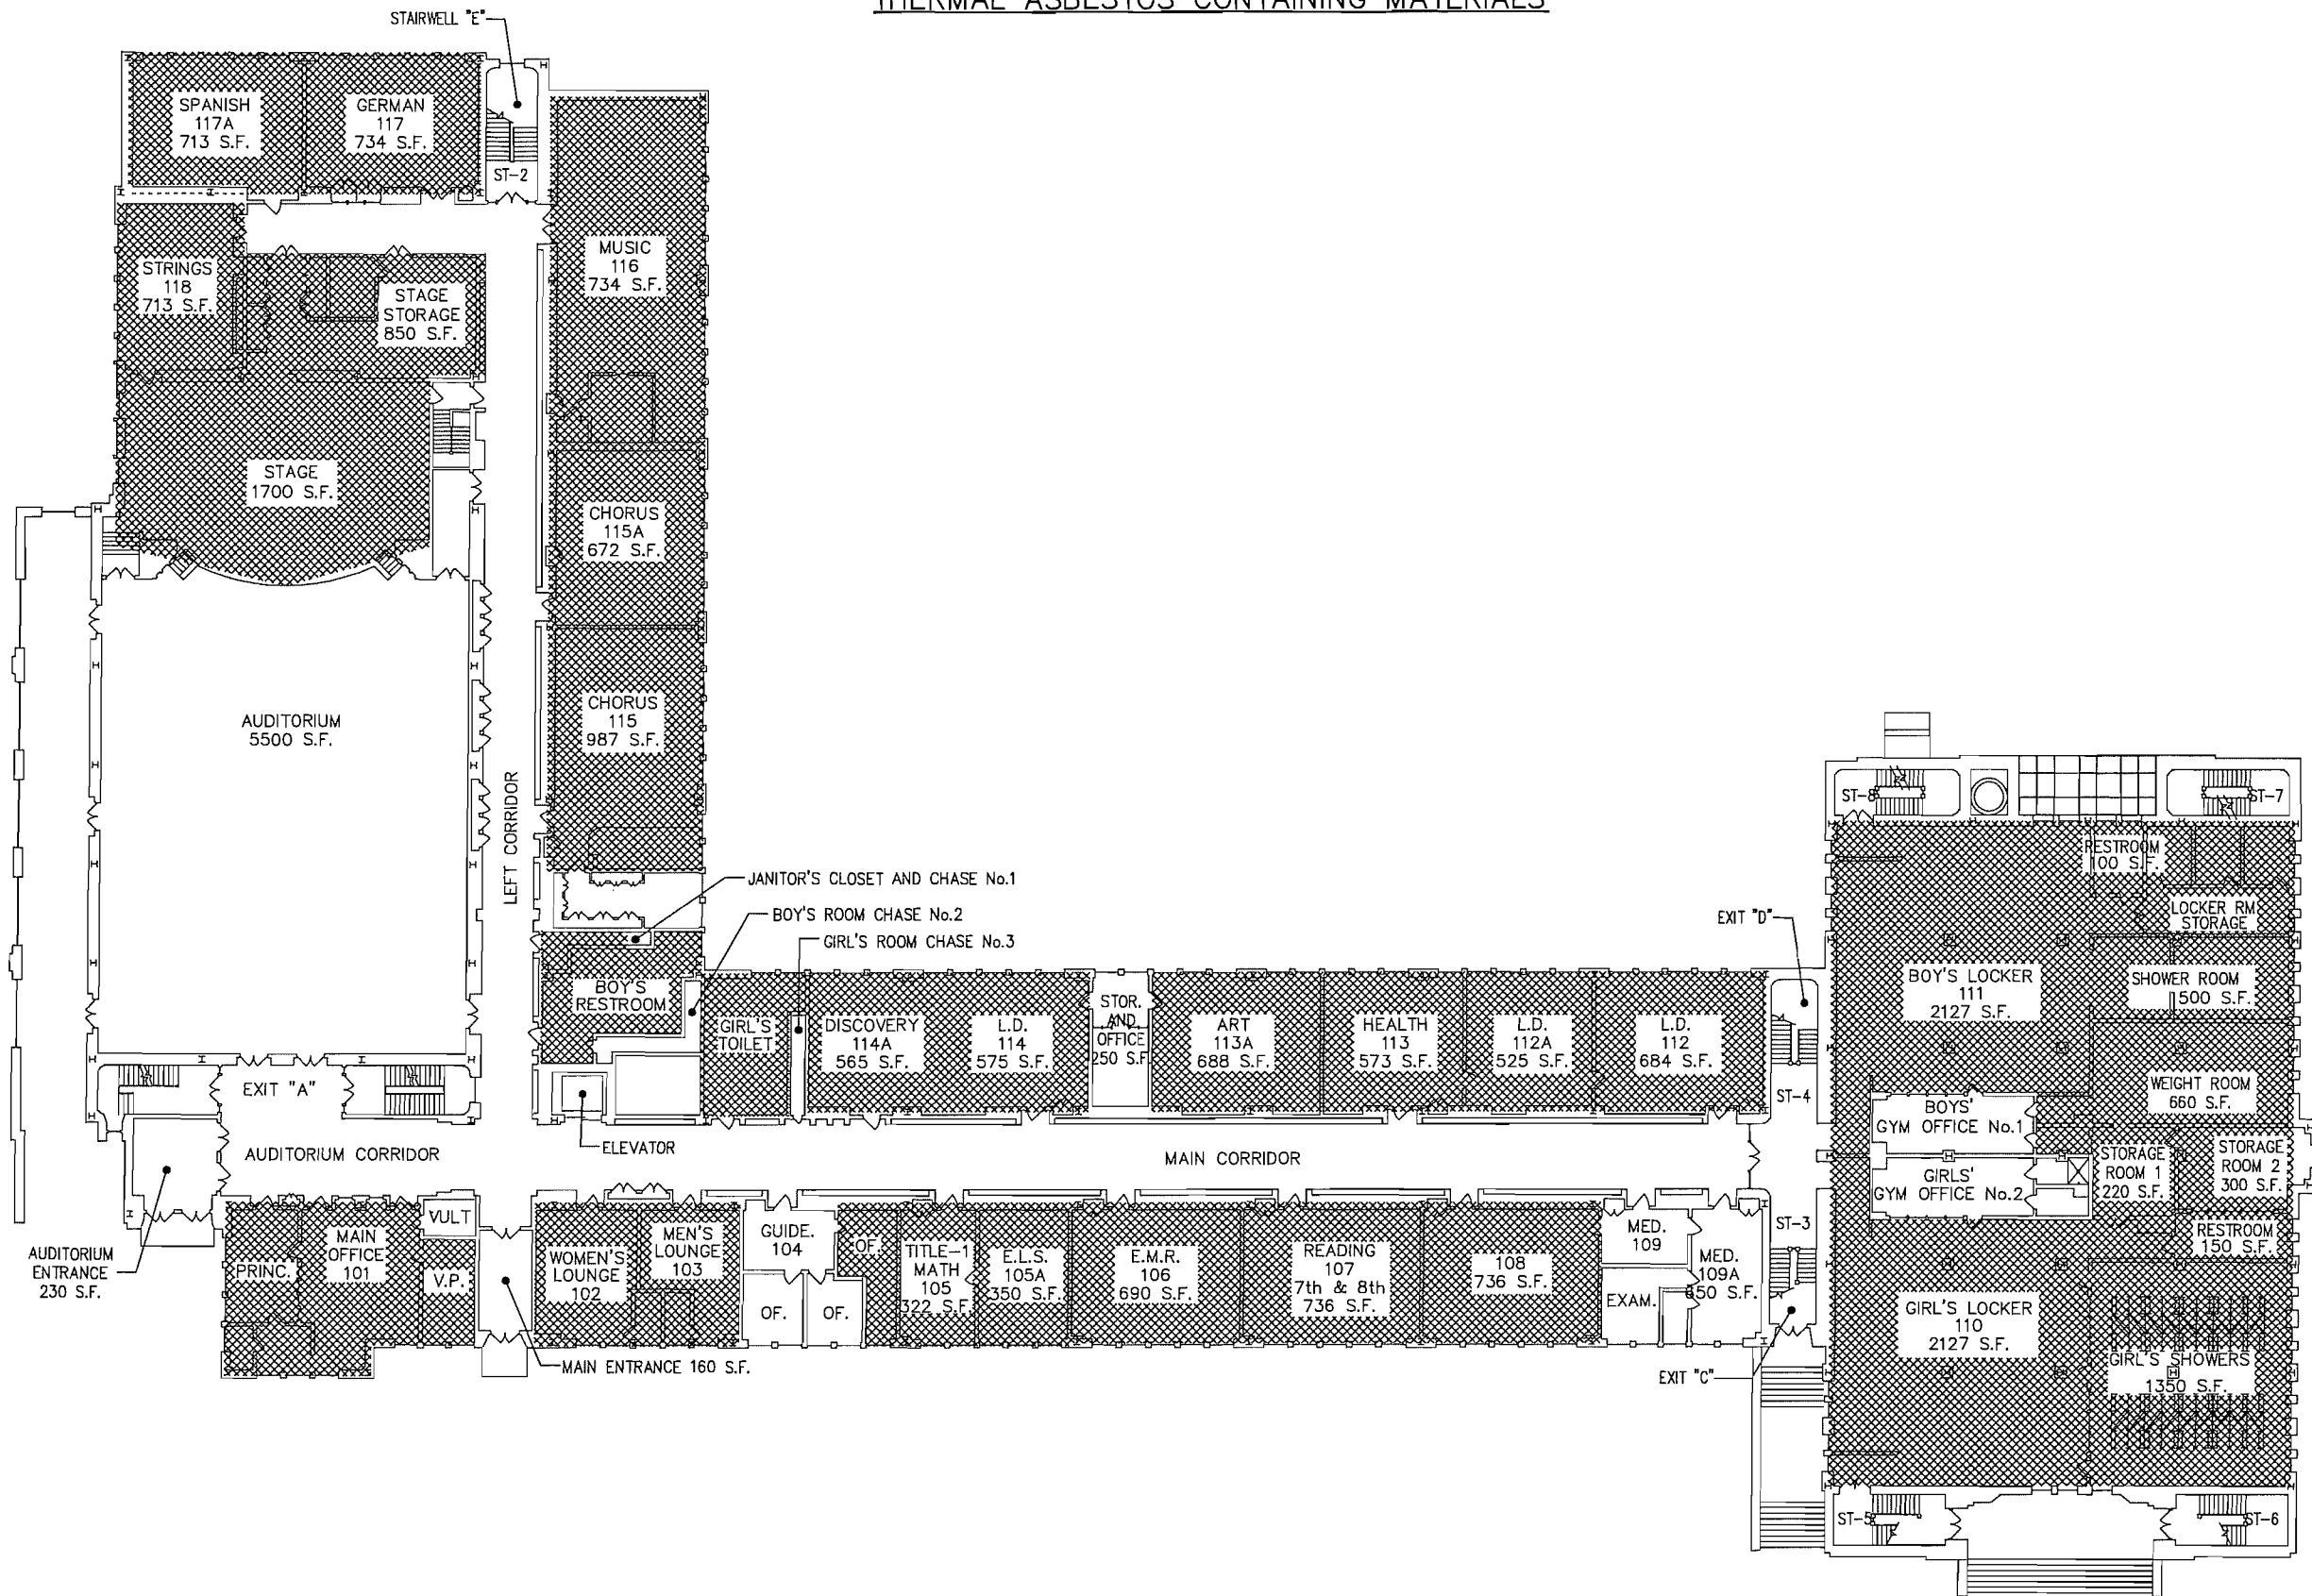 THERMAL ASBESTOS CONTAINING MATERIALS
STAIRWELL "E"
SPANISH
117A
713 S.F.
GERMAN
117
734 S.F.
ST-2
STRINGS
118
713 S.F.
STAGE
STORAGE
850 S.F.
MUSIC
116
734 S.F.
STAGE
1700 S.F.
CHORUS
115A
672 S.F.
AUDITORIUM
5500 S.F.
CHORUS
115
987 S.F.
LEFT CORRIDOR
JANITOR'S CLOSET AND CHASE No.1
BOY'S ROOM CHASE No.2
GIRL'S ROOM CHASE No.3
BOY'S
RESTROOM
GIRL'S
TOILET
DISCOVERY
114A
565 S.F.
L.D.
114
575 S.F.
STOR.
AND
OFFICE
250 S.F
ART
113A
688 S.F.
HEALTH
113
573 S.F.
L.D.
112A
525 S.F.
L.D.
112
684 S.F.
EXIT "D"
ST-4
ST-8
ST-7
RESTROOM
100 S.F.
LOCKER RM
STORAGE
BOY'S LOCKER
111
2127 S.F.
SHOWER ROOM
500 S.F.
WEIGHT ROOM
660 S.F.
BOYS'
GYM OFFICE No.1
GIRLS'
GYM OFFICE No.2
STORAGE
ROOM 1
220 S.F.
STORAGE
ROOM 2
300 S.F.
RESTROOM
150 S.F.
GIRL'S LOCKER
110
2127 S.F.
GIRL'S SHOWERS
1350 S.F.
ST-5
ST-6
EXIT "A"
ELEVATOR
AUDITORIUM CORRIDOR
MAIN CORRIDOR
AUDITORIUM
ENTRANCE
230 S.F.
PRINC.
MAIN
OFFICE
101
VULT
V.P.
MAIN ENTRANCE 160 S.F.
WOMEN'S
LOUNGE
102
MEN'S
LOUNGE
103
GUIDE.
104
OF.
OF.
OF.
TITLE-1
MATH
105
322 S.F.
E.L.S.
105A
350 S.F.
E.M.R.
106
690 S.F.
READING
107
7th & 8th
736 S.F.
108
736 S.F.
MED.
109
EXAM.
MED.
109A
650 S.F.
ST-3
EXIT "C"